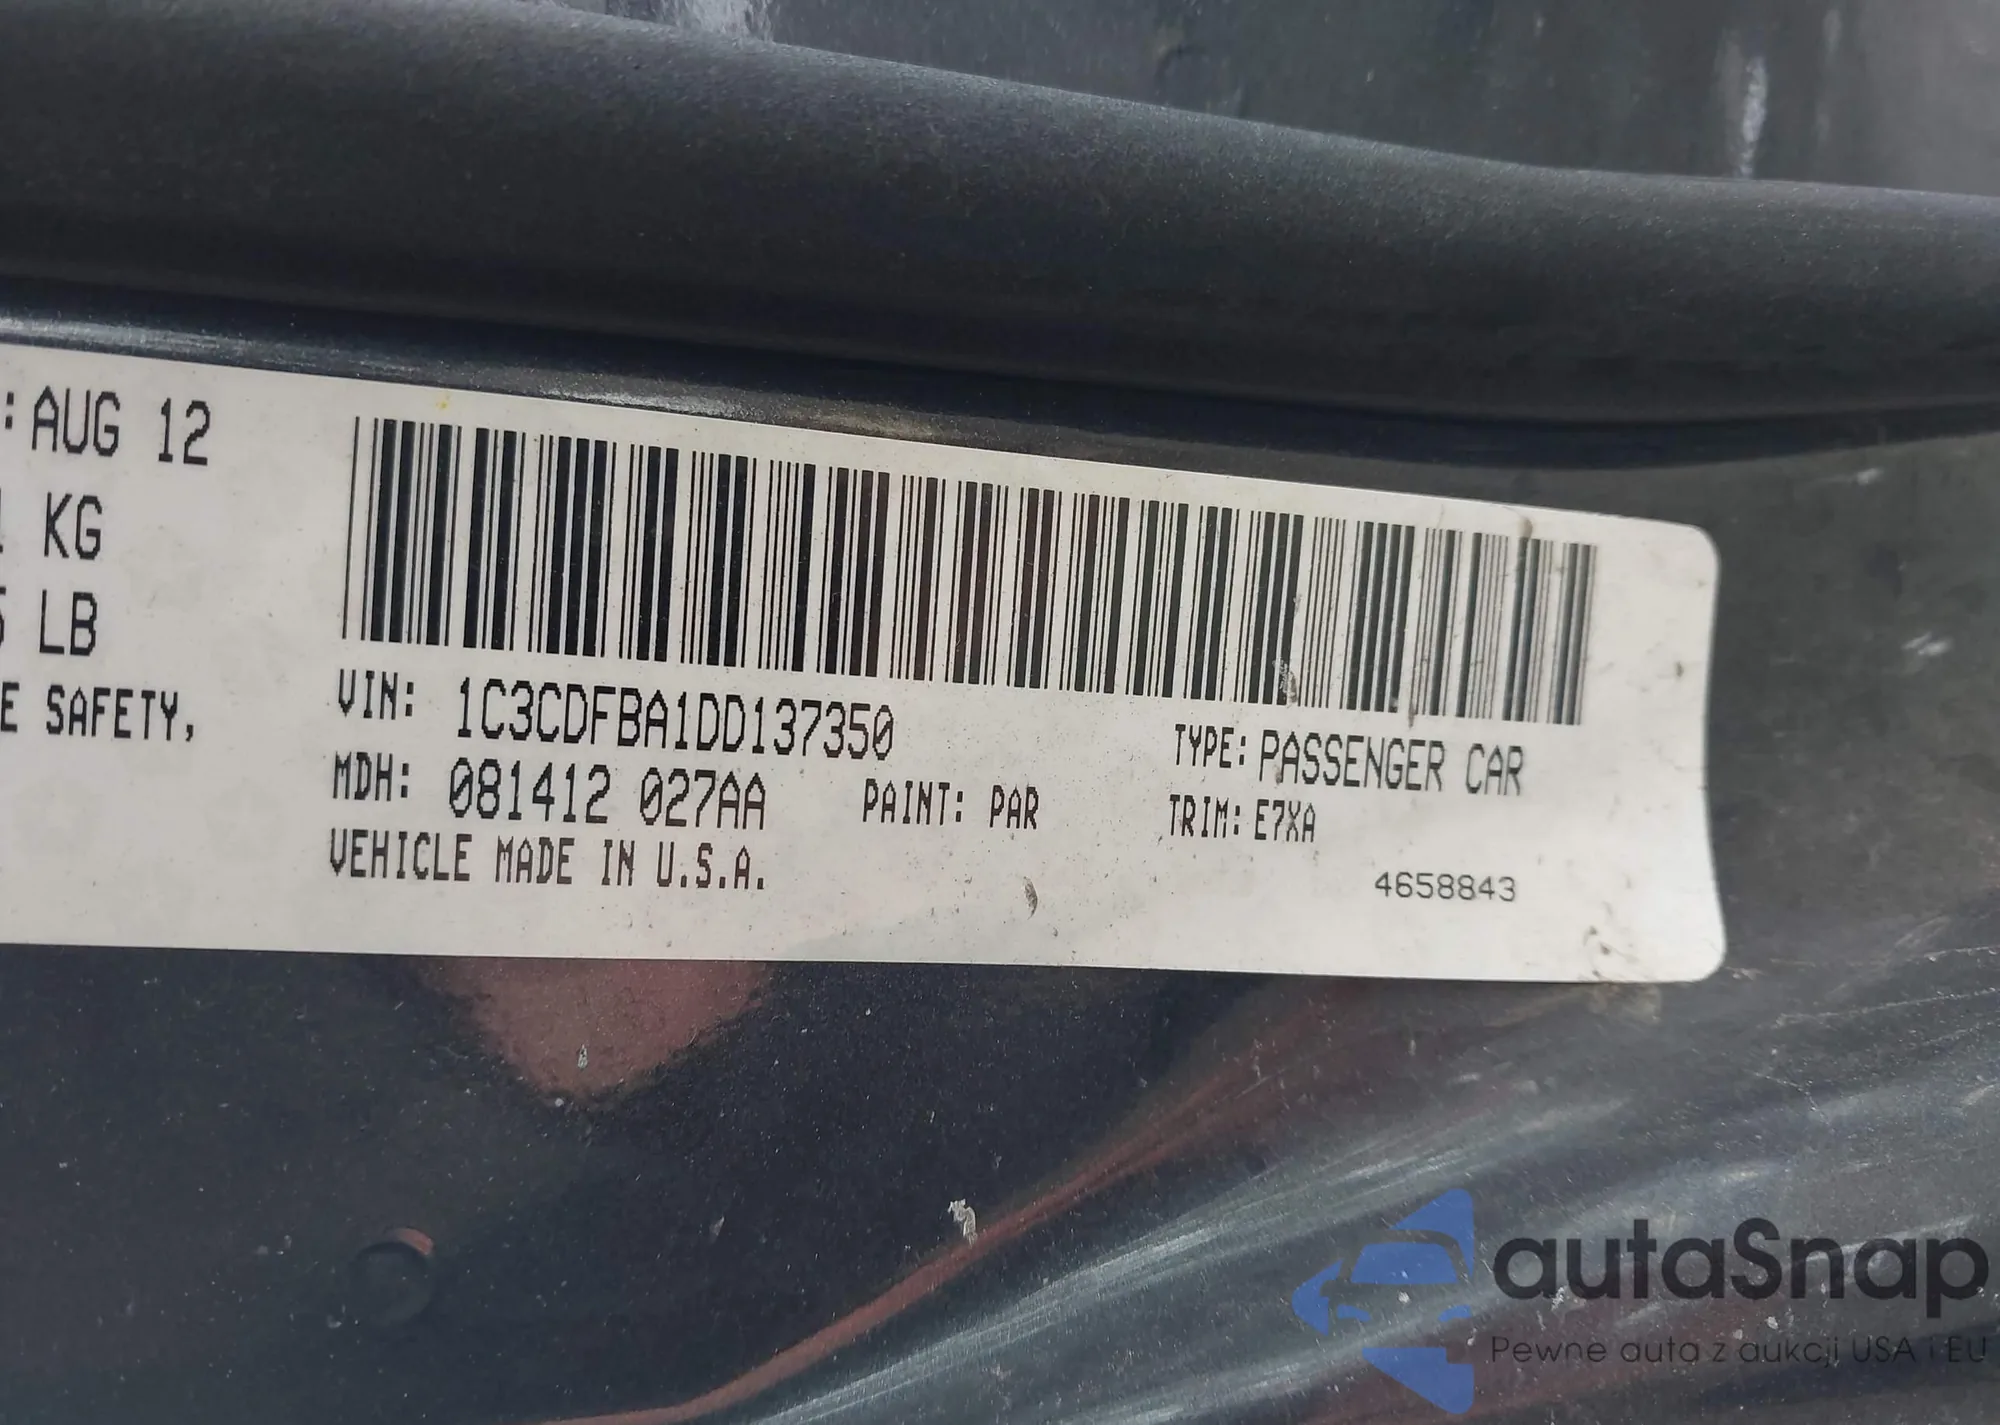 : AUG 12
KG
LB
E SAFETY,
VIN: 1C3CDFBA1DD137350
MDH: 081412 027AA PAINT: PAR
VEHICLE MADE IN U.S.A.
TYPE: PASSENGER CAR
TRIM: E7XA
4658843
autaSnap
Pewne auta z aukcji USA i EU